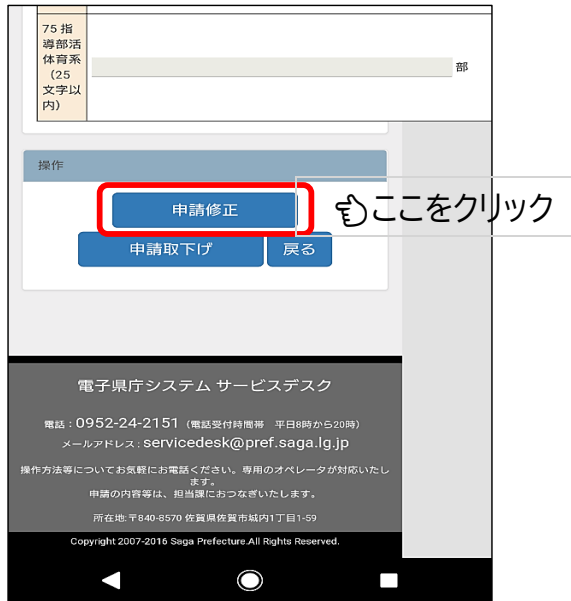 75 指
導部活
体育系
（25
文字以
内）
部
操作
申請修正
ここをクリック
申請取下げ
戻る
電子県庁システム サービスデスク
電話：0952-24-2151（電話受付時間帯　平日8時から20時）
メールアドレス：servicedesk@pref.saga.lg.jp
操作方法等についてお気軽にお電話ください。専用のオペレータが対応いたし
ます。
申請の内容等は、担当課におつなぎいたします。
所在地:〒840-8570 佐賀県佐賀市城内1丁目1-59
Copyright 2007-2016 Saga Prefecture.All Rights Reserved.